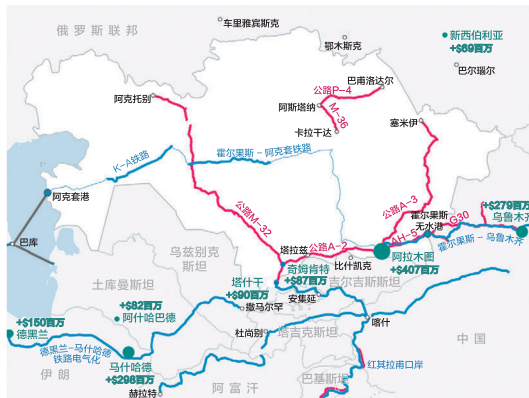 车里雅宾斯克
俄罗斯联邦
鄂木斯克
新西伯利亚
+$69百万
巴尔瑙尔
公路P-4
巴甫洛达尔
阿克托别
阿斯塔纳
M-36
卡拉干达
塞米伊
K-A铁路
霍尔果斯 – 阿克套铁路
阿克套港
公路M-32
公路A-3
+$279百万
乌鲁木齐
霍尔果斯
无水港
G30
巴库
塔拉兹
公路A-2
AH-5
霍尔果斯 – 乌鲁木齐
乌兹别克
斯坦
比什凯克
阿拉木图
+$407百万
奇姆肯特
+$87百万
吉尔吉斯斯坦
土库曼斯坦
塔什干
+$90百万
安集延
+$82百万
阿什哈巴德
撒马尔罕
喀什
+$150百万
德黑兰
杜尚别
塔吉克斯坦
中国
德黑兰–马什哈德
铁路电气化
马什哈德
+$298百万
伊朗
红其拉甫口岸
赫拉特
阿富汗
巴基斯坦